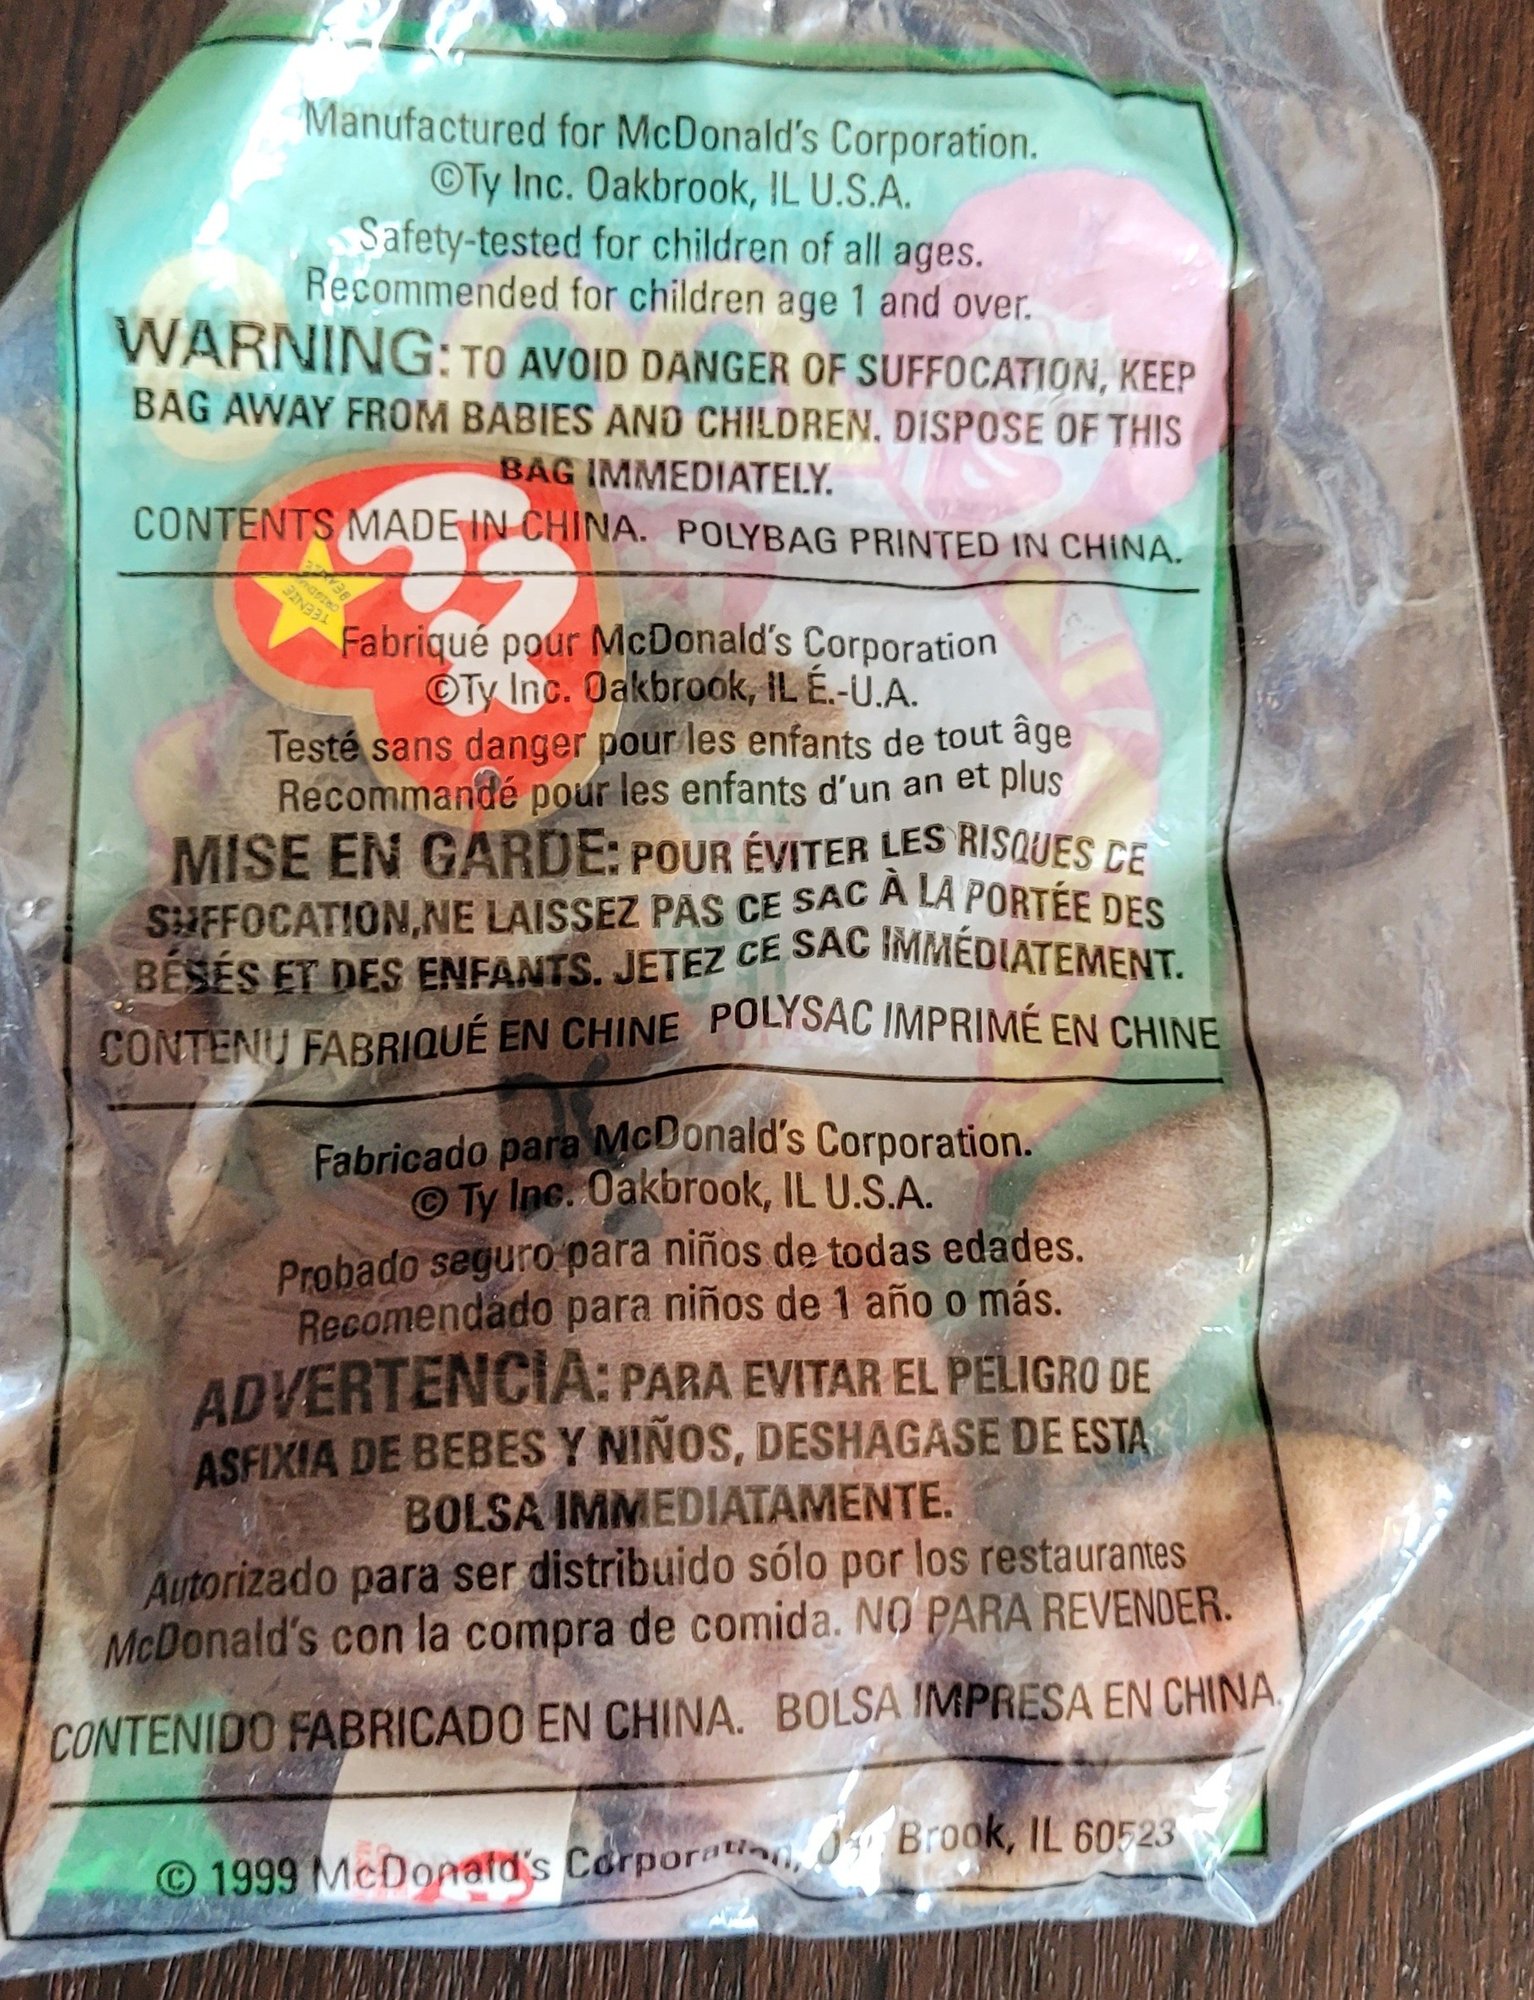 Manufactured for McDonald's Corporation.
©Ty Inc. Oakbrook, IL U.S.A.
Safety-tested for children of all ages.
Recommended for children age 1 and over.
WARNING: TO AVOID DANGER OF SUFFOCATION, KEEP
BAG AWAY FROM BABIES AND CHILDREN. DISPOSE OF THIS
BAG IMMEDIATELY.
CONTENTS MADE IN CHINA. POLYBAG PRINTED IN CHINA.
Fabriqué pour McDonald's Corporation
©Ty Inc. Oakbrook, IL É.-U.A.
Testé sans danger pour les enfants de tout âge
Recommandé pour les enfants d'un an et plus
MISE EN GARDE: POUR ÉVITER LES RISQUES DE
SUFFOCATION,NE LAISSEZ PAS CE SAC À LA PORTÉE DES
BÉBÉS ET DES ENFANTS. JETEZ CE SAC IMMÉDIATEMENT.
CONTENU FABRIQUÉ EN CHINE POLYSAC IMPRIMÉ EN CHINE
Fabricado para McDonald's Corporation.
© Ty Inc. Oakbrook, IL U.S.A.
Probado seguro para niños de todas edades.
Recomendado para niños de 1 año o más.
ADVERTENCIA: PARA EVITAR EL PELIGRO DE
ASFIXIA DE BEBES Y NIÑOS, DESHAGASE DE ESTA
BOLSA IMMEDIATAMENTE.
Autorizado para ser distribuido sólo por los restaurantes
McDonald's con la compra de comida. NO PARA REVENDER.
CONTENIDO FABRICADO EN CHINA. BOLSA IMPRESA EN CHINA.
© 1999 McDonald's Corporation, Oak Brook, IL 60523
TEENIE
BEANIE